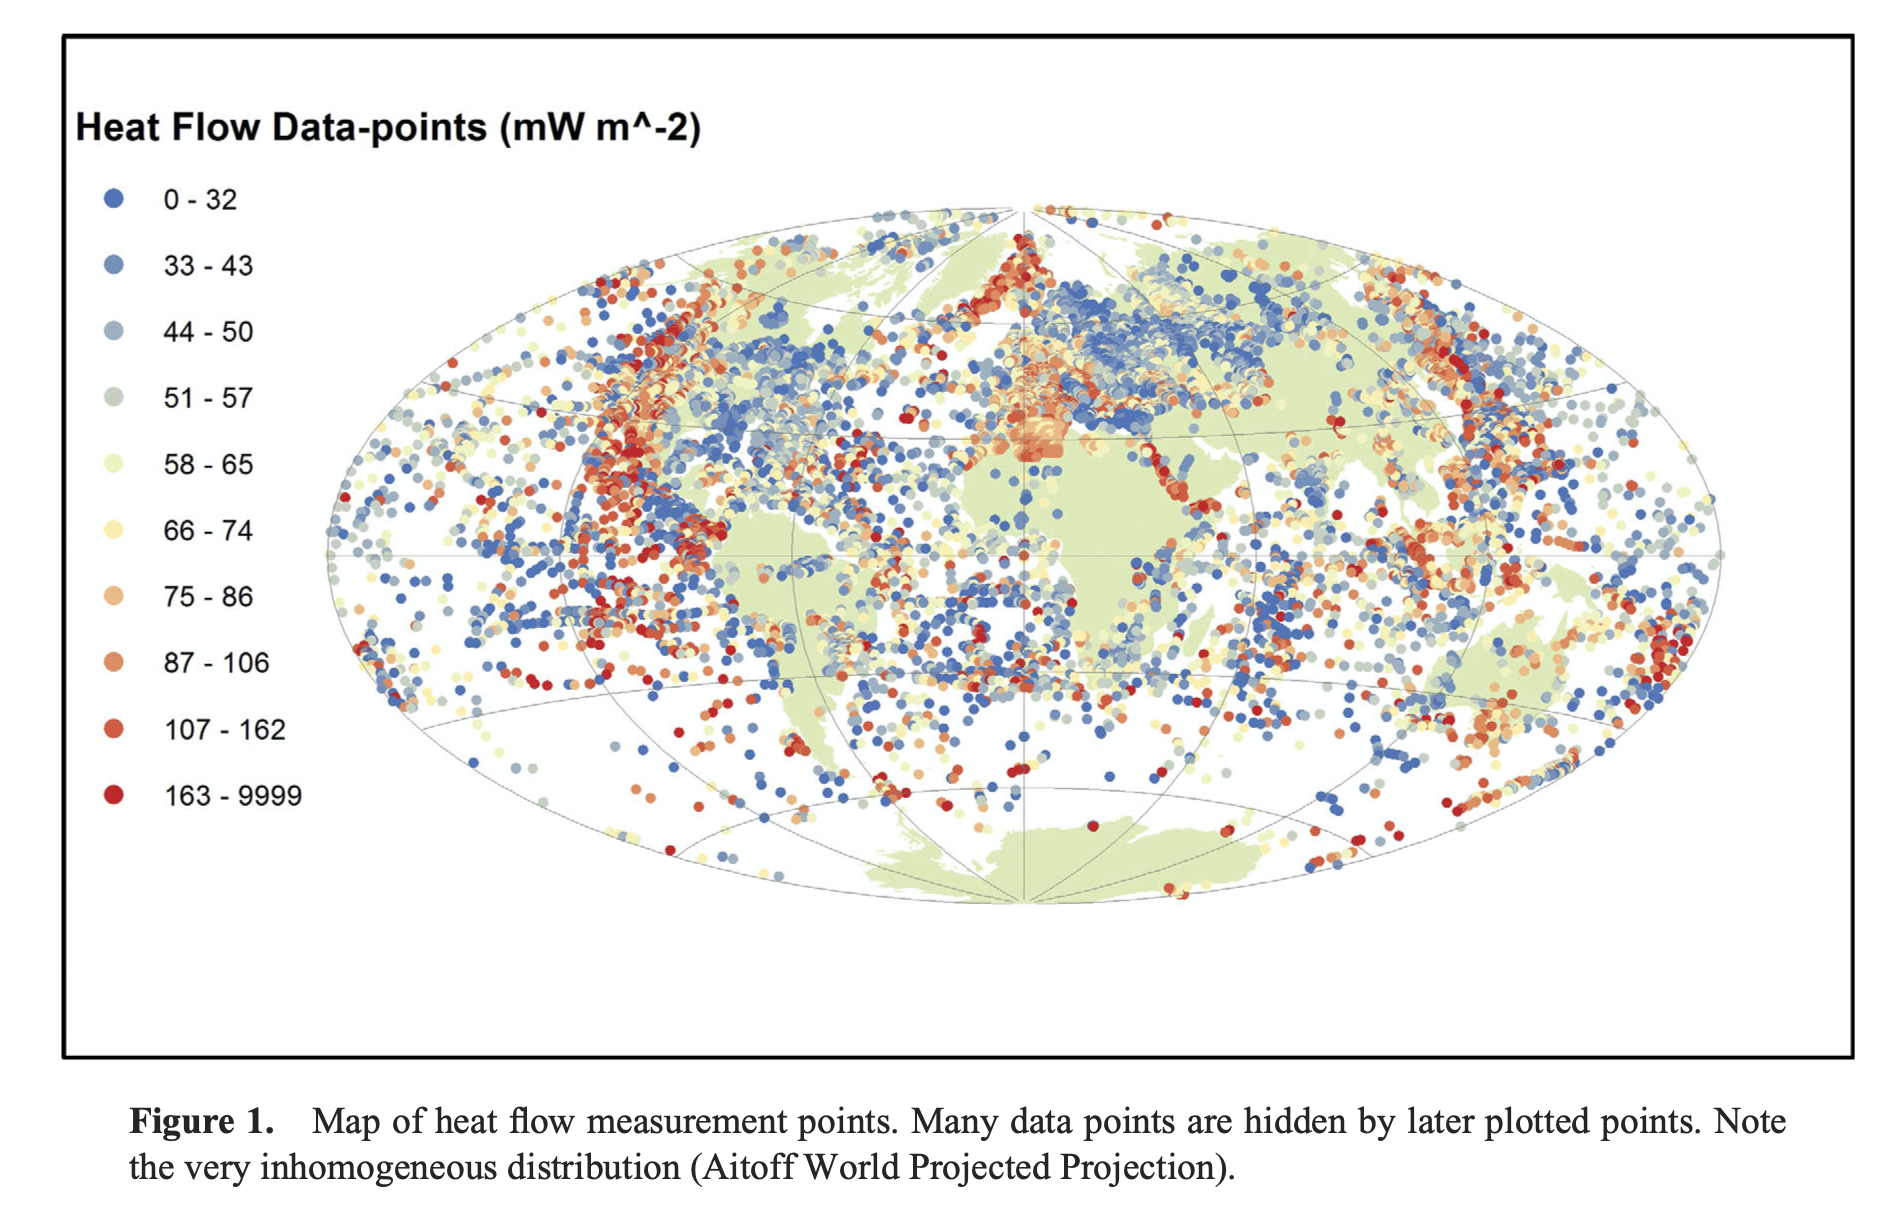 Heat Flow Data-points (mW m^-2)
0 - 32
33 - 43
44 - 50
51 - 57
58 - 65
66 - 74
75 - 86
87 - 106
107 - 162
163 - 9999
Figure 1. Map of heat flow measurement points. Many data points are hidden by later plotted points. Note
the very inhomogeneous distribution (Aitoff World Projected Projection).